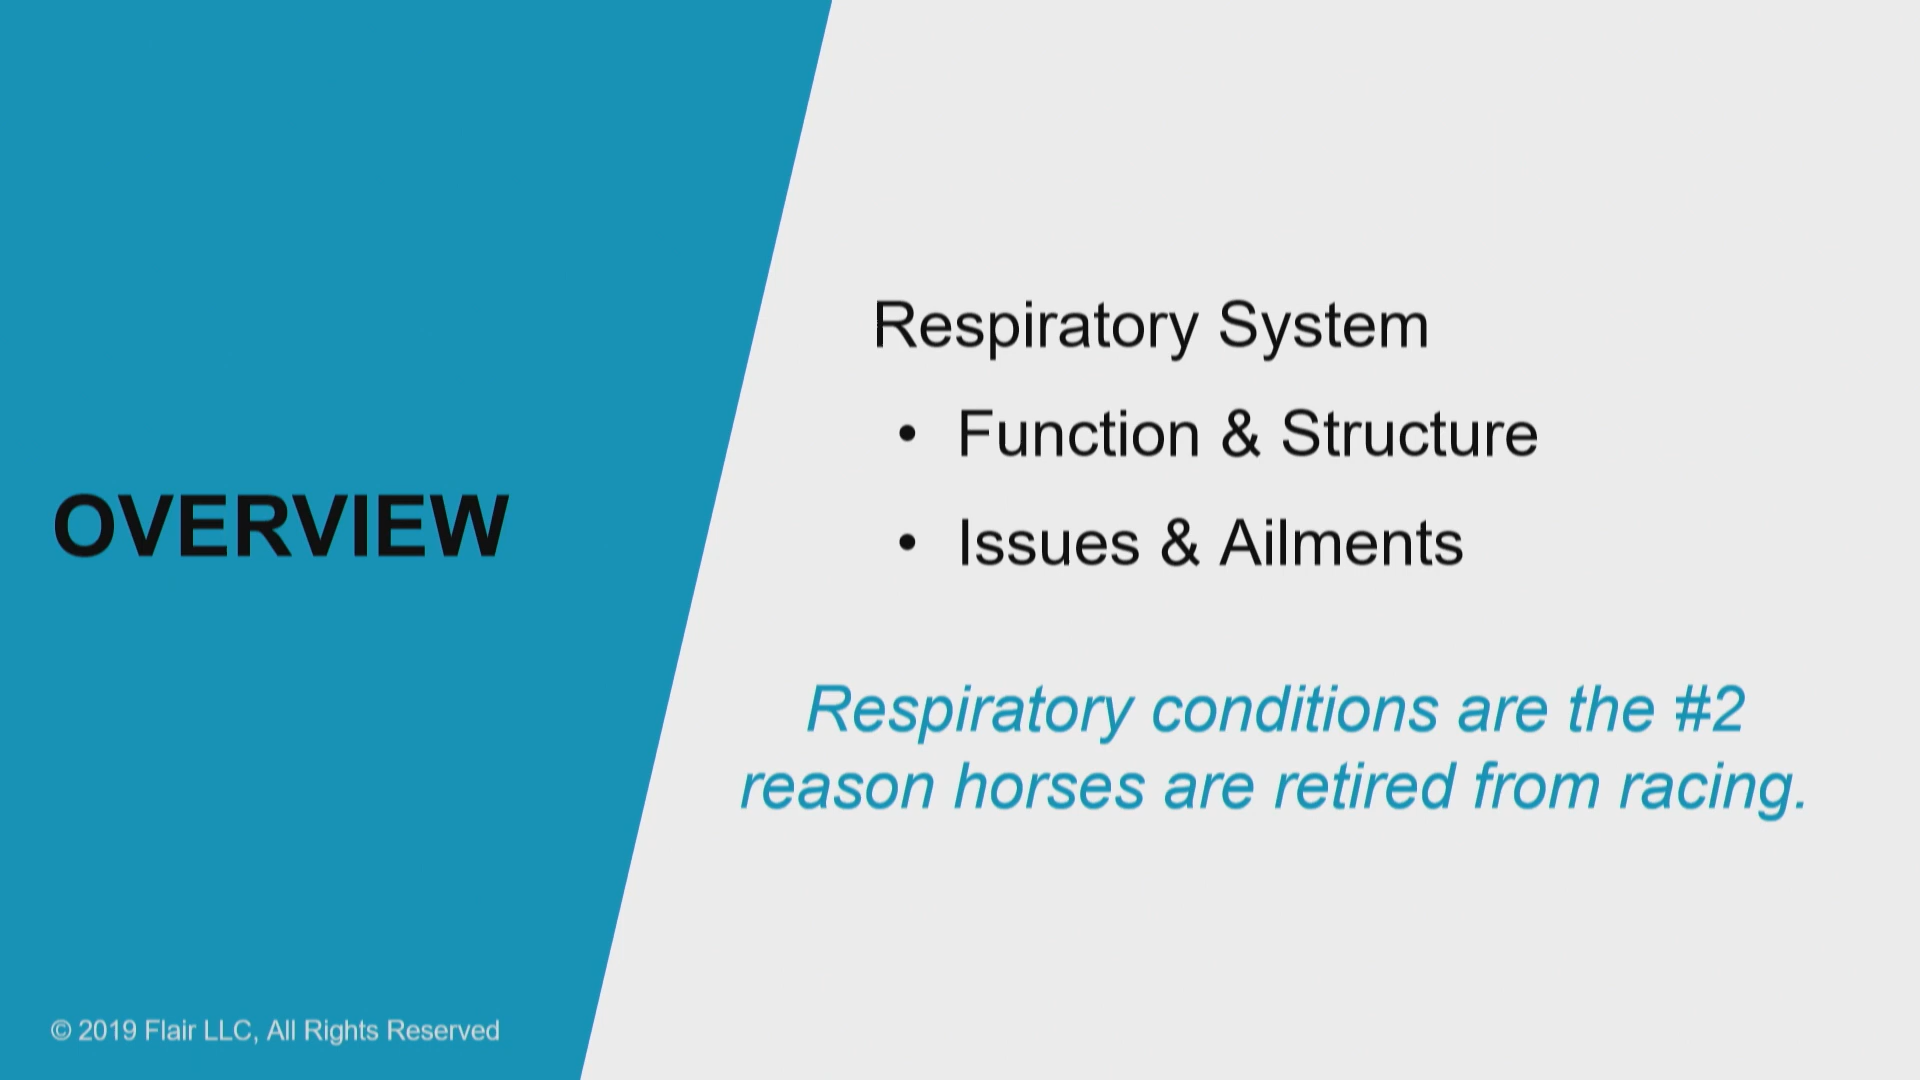 OVERVIEW
Respiratory System
• Function & Structure
• Issues & Ailments
Respiratory conditions are the #2
reason horses are retired from racing.
© 2019 Flair LLC, All Rights Reserved